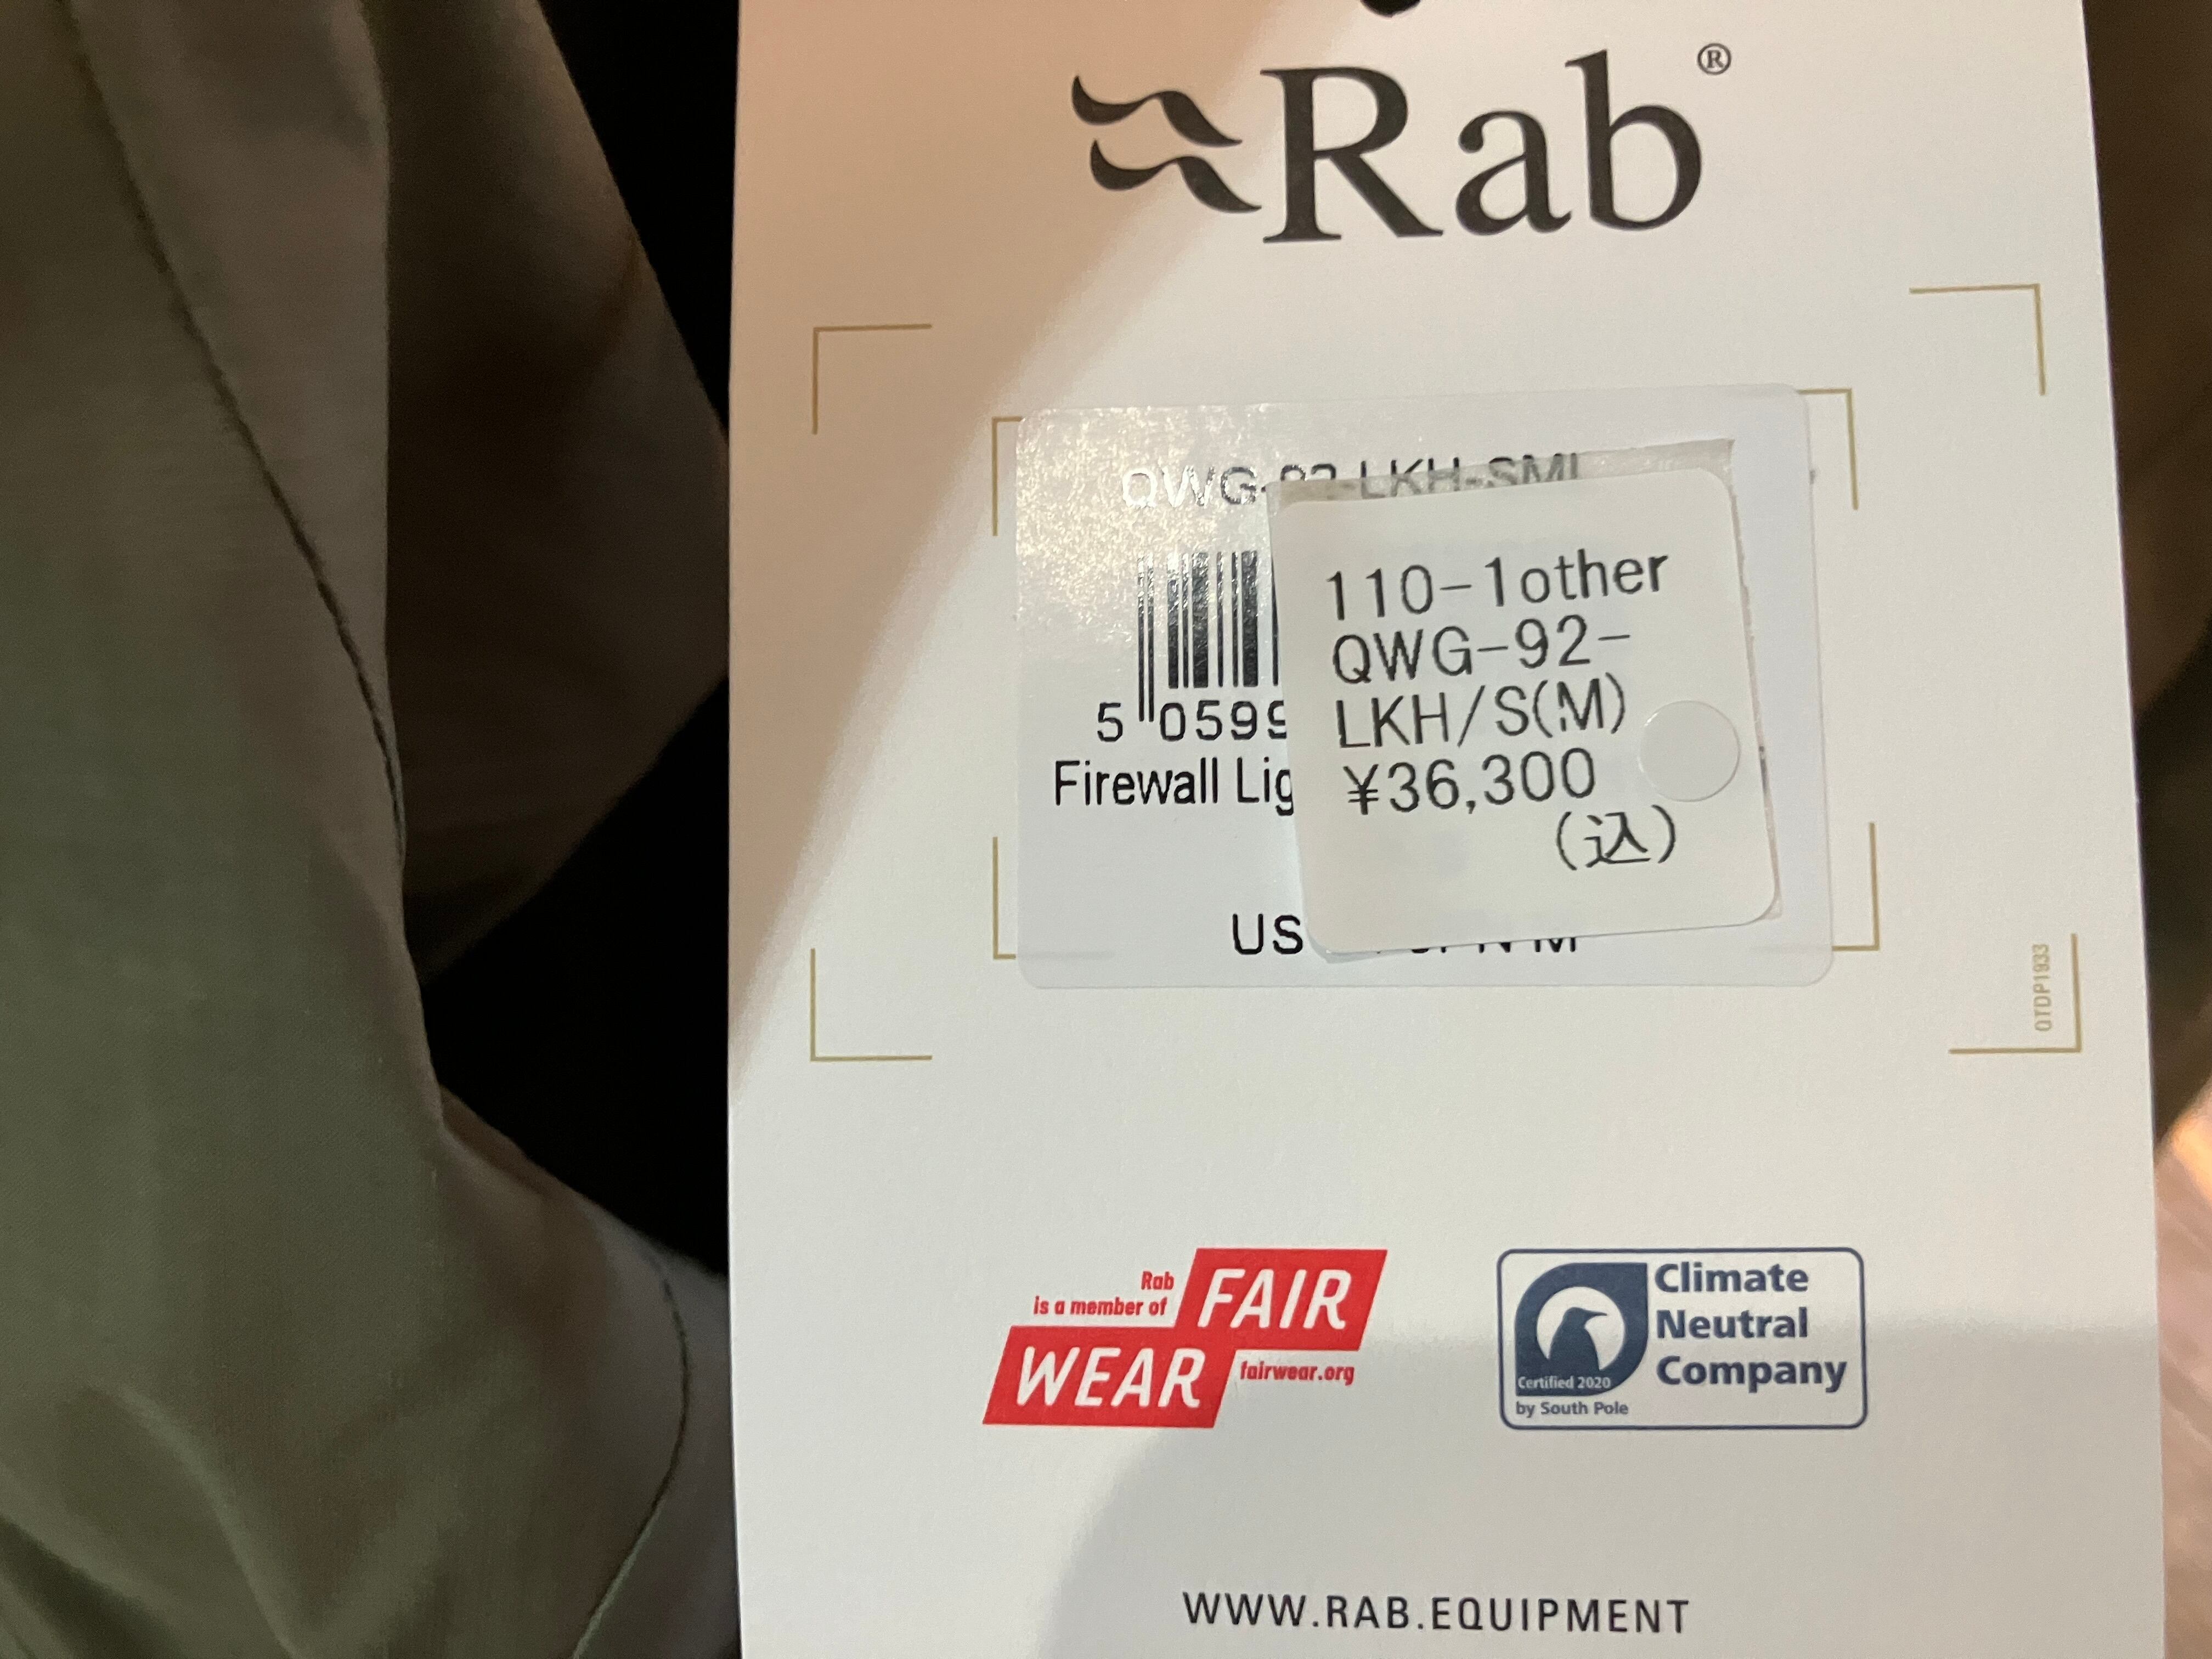 Rab®
QWG-92-LKH-SML
110-1other
QWG-92-
LKH/S(M)
¥36,300
(込)
5 0599
Firewall Lig
US
QTDP1933
Rab
is a member of
FAIR
WEAR
fairwear.org
Climate
Neutral
Company
Certified 2020
by South Pole
WWW.RAB.EQUIPMENT